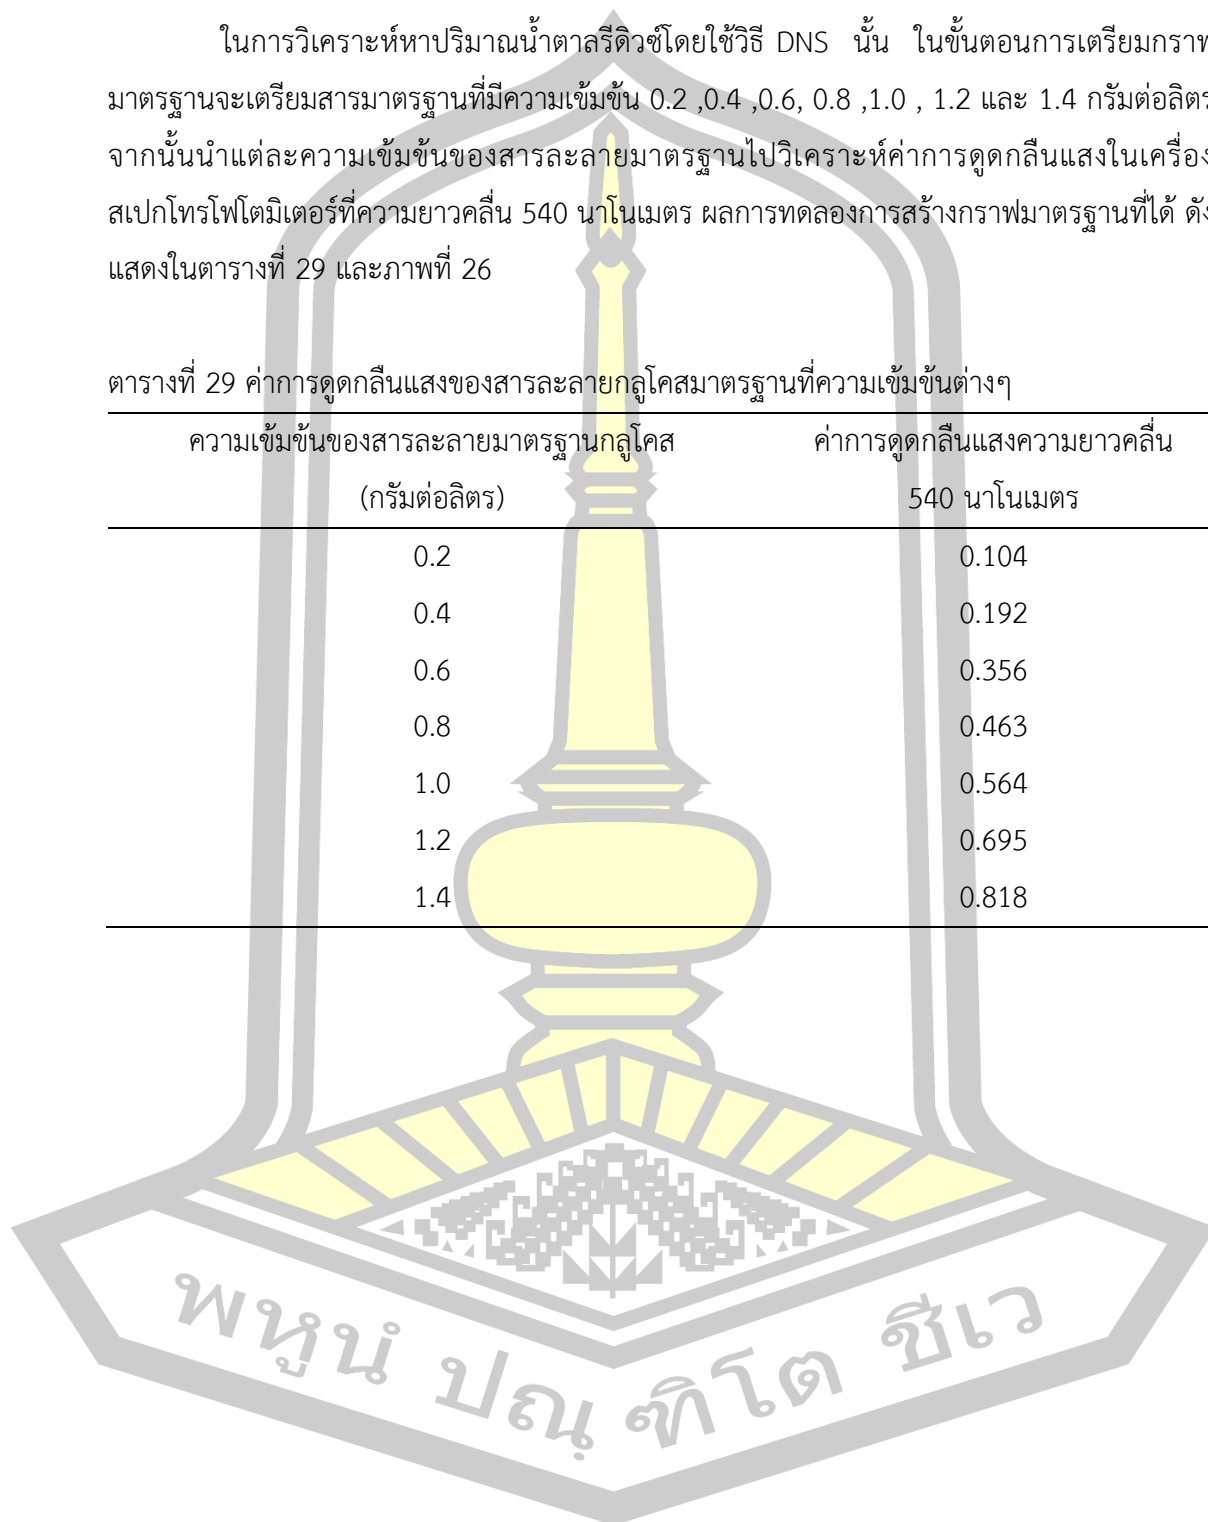 ในการวิเคราะห์หาปริมาณน้ำตาลรีดิวซ์โดยใช้วิธี DNS นั้น ในขั้นตอนการเตรียมกราฟ
มาตรฐานจะเตรียมสารมาตรฐานที่มีความเข้มข้น 0.2 ,0.4 ,0.6, 0.8 ,1.0 , 1.2 และ 1.4 กรัมต่อลิตร
จากนั้นนำแต่ละความเข้มข้นของสารละลายมาตรฐานไปวิเคราะห์ค่าการดูดกลืนแสงในเครื่อง
สเปกโทรโฟโตมิเตอร์ที่ความยาวคลื่น 540 นาโนเมตร ผลการทดลองการสร้างกราฟมาตรฐานที่ได้ ดัง
แสดงในตารางที่ 29 และภาพที่ 26
ตารางที่ 29 ค่าการดูดกลืนแสงของสารละลายกลูโคสมาตรฐานที่ความเข้มข้นต่างๆ
ความเข้มข้นของสารละลายมาตรฐานกลูโคส ค่าการดูดกลืนแสงความยาวคลื่น
(กรัมต่อลิตร) 540 นาโนเมตร
0.2 0.104
0.4 0.192
0.6 0.356
0.8 0.463
1.0 0.564
1.2 0.695
1.4 0.818
พหูนํ ปณฺฑิโต ชีเว